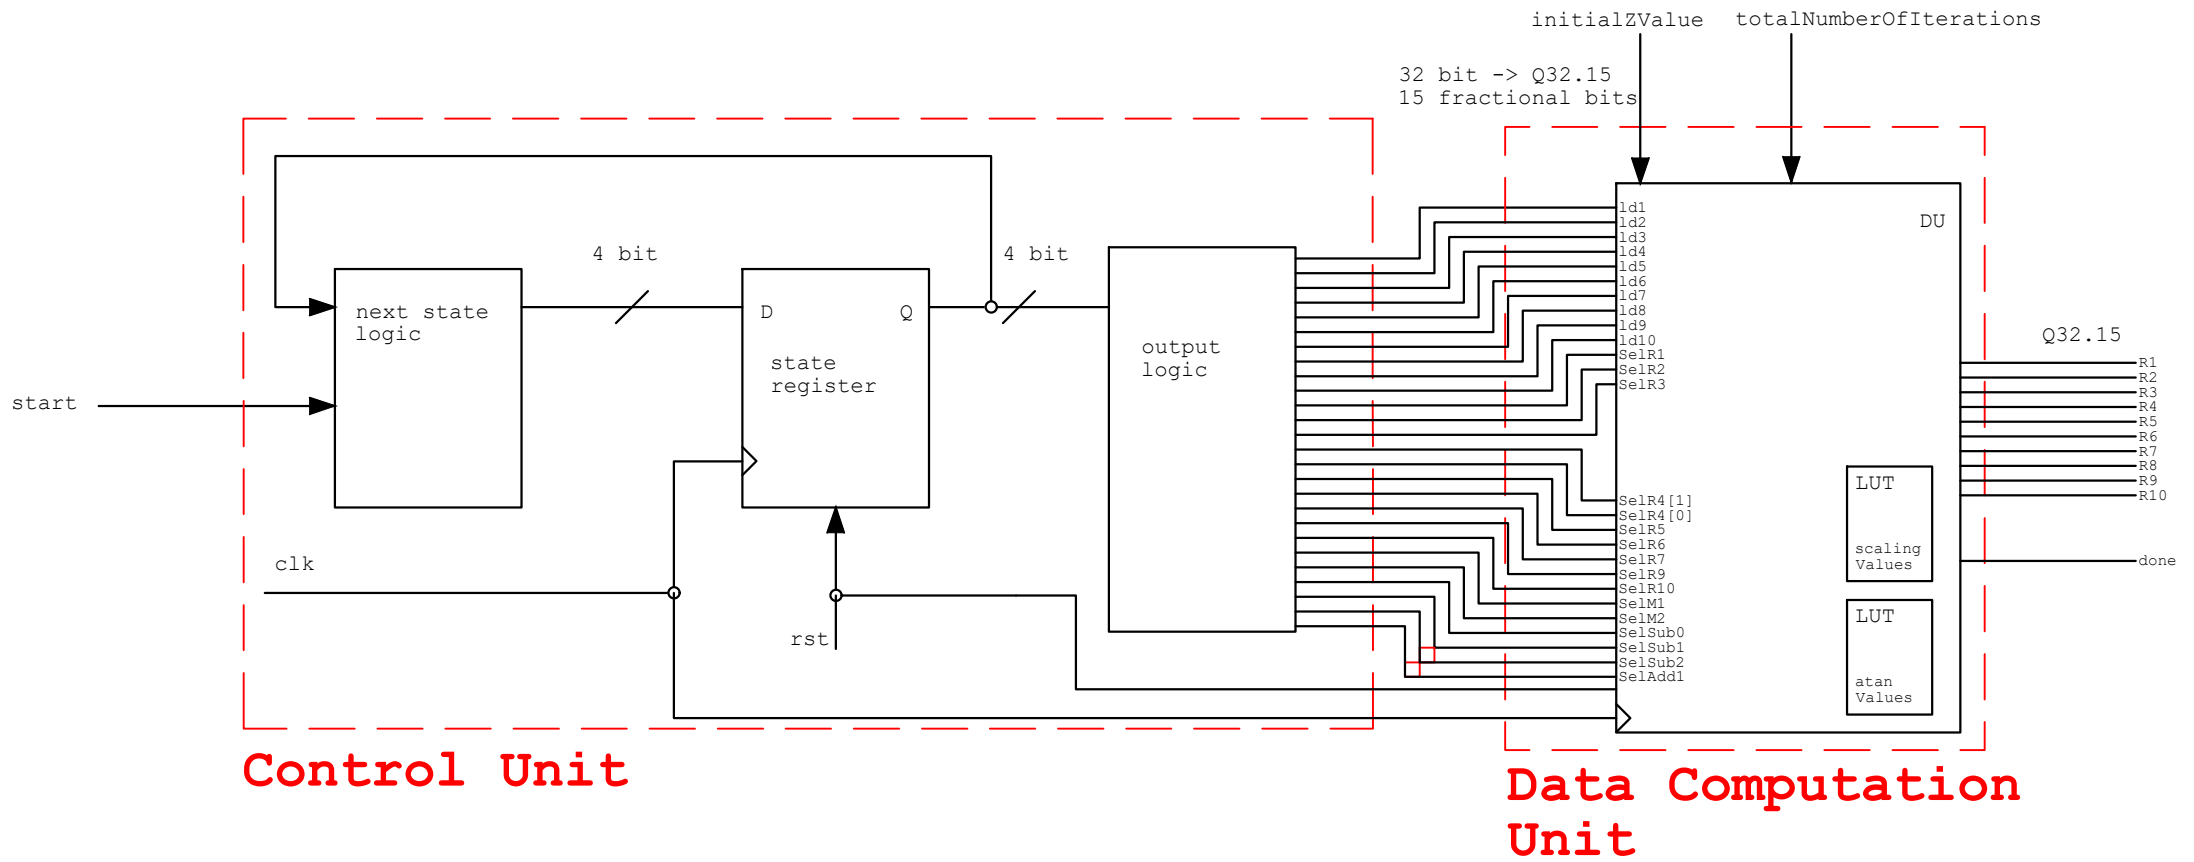 initialZValue
totalNumberOfIterations
32 bit -> Q32.15
15 fractional bits
4 bit
4 bit
next state
logic
D
Q
state
register
output
logic
start
clk
rst
ld1
ld2
ld3
ld4
ld5
ld6
ld7
ld8
ld9
ld10
SelR1
SelR2
SelR3
SelR4[1]
SelR4[0]
SelR5
SelR6
SelR7
SelR9
SelR10
SelM1
SelM2
SelSub0
SelSub1
SelSub2
SelAdd1
DU
LUT
scaling
Values
LUT
atan
Values
Q32.15
R1
R2
R3
R4
R5
R6
R7
R8
R9
R10
done
Control Unit
Data Computation
Unit